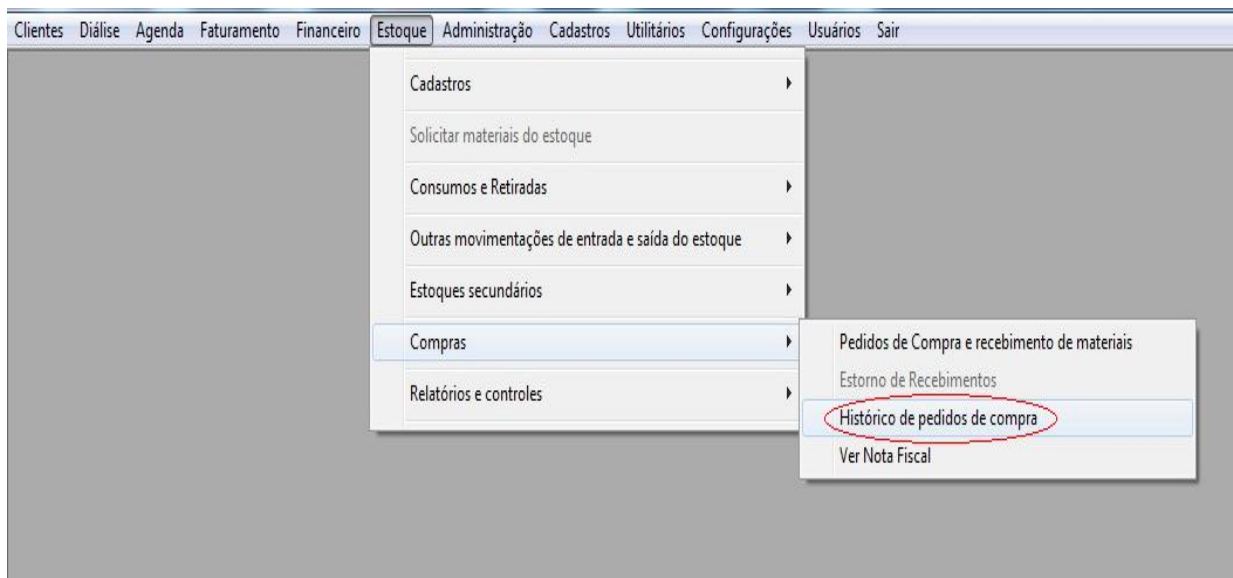 Clientes Diálise Agenda Faturamento Financeiro Estoque Administração Cadastros Utilitários Configurações Usuários Sair
Cadastros
Solicitar materiais do estoque
Consumos e Retiradas
Outras movimentações de entrada e saída do estoque
Estoques secundários
Compras
Relatórios e controles
Pedidos de Compra e recebimento de materiais
Estorno de Recebimentos
Histórico de pedidos de compra
Ver Nota Fiscal